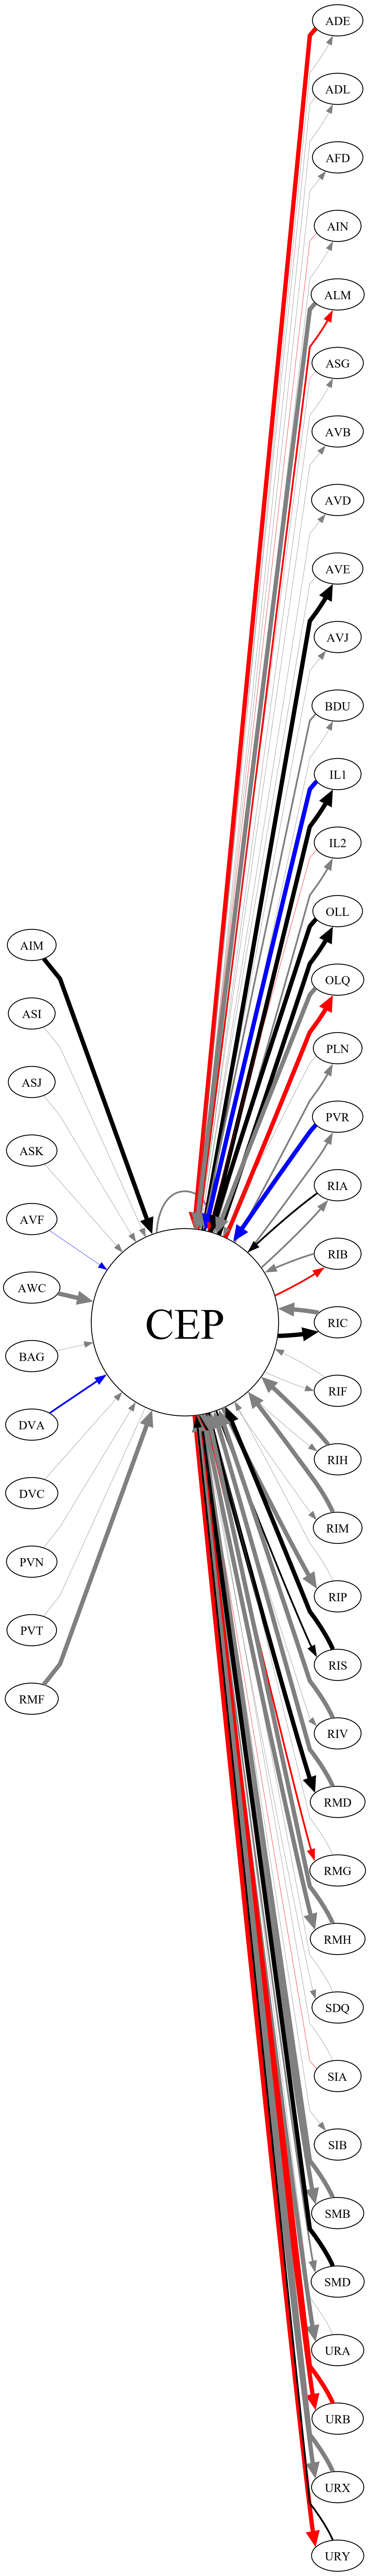 ADE
ADL
AFD
AIN
ALM
ASG
AVB
AVD
AVE
AVJ
BDU
IL1
IL2
OLL
OLQ
PLN
PVR
RIA
RIB
RIC
RIF
RIH
RIM
RIP
RIS
RIV
RMD
RMG
RMH
SDQ
SIA
SIB
SMB
SMD
URA
URB
URX
URY
CEP
AIM
ASI
ASJ
ASK
AVF
AWC
BAG
DVA
DVC
PVN
PVT
RMF